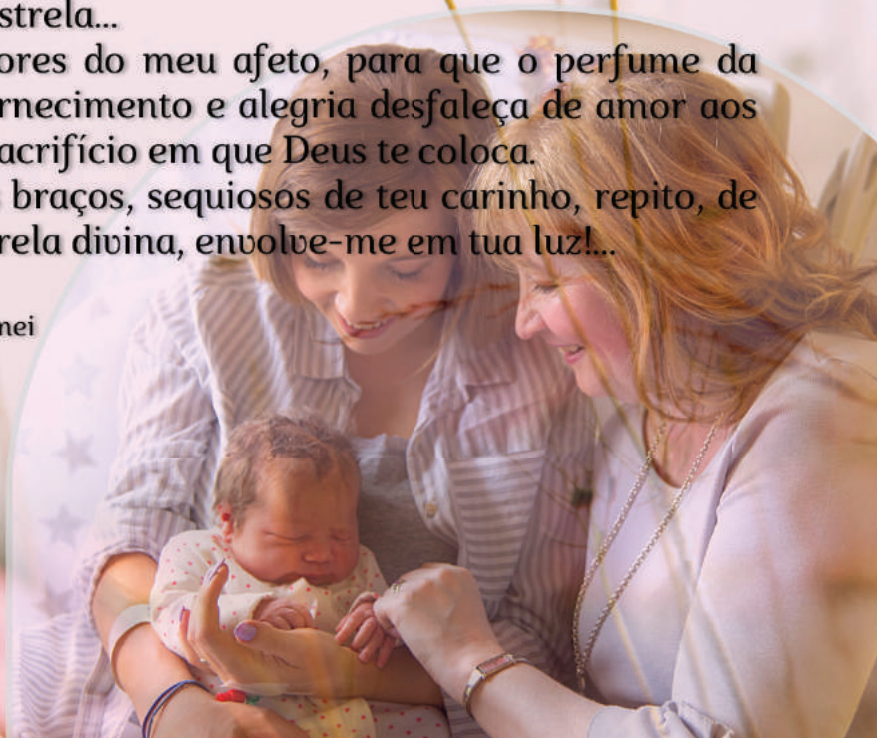 strela...
ores do meu afeto, para que o perfume da
rnecimento e alegria desfaleça de amor aos
acrifício em que Deus te coloca.
s braços, sequiosos de teu carinho, repito, de
rela divina, envolve-me em tua luz!...
mei